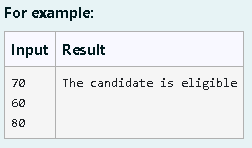 For example:
Input Result
70 The candidate is eligible
60
80